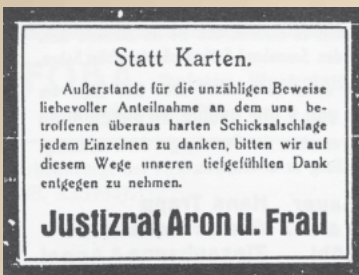 Statt Karten.
Außerstande für die unzähligen Beweise
liebevoller Anteilnahme an dem uns be-
troffenen überaus harten Schicksalschlage
jedem Einzelnen zu danken, bitten wir auf
diesem Wege unseren tiefgefühlten Dank
entgegen zu nehmen.
Justizrat Aron u. Frau